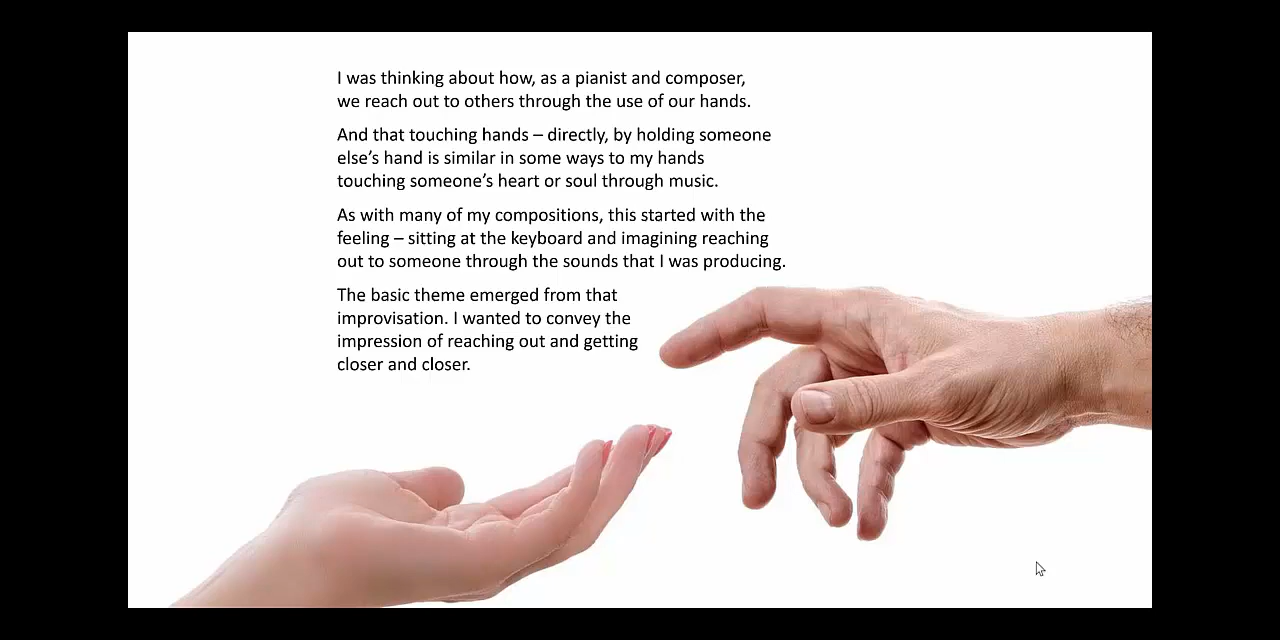 I was thinking about how, as a pianist and composer,
we reach out to others through the use of our hands.
And that touching hands – directly, by holding someone
else’s hand is similar in some ways to my hands
touching someone’s heart or soul through music.
As with many of my compositions, this started with the
feeling – sitting at the keyboard and imagining reaching
out to someone through the sounds that I was producing.
The basic theme emerged from that
improvisation. I wanted to convey the
impression of reaching out and getting
closer and closer.